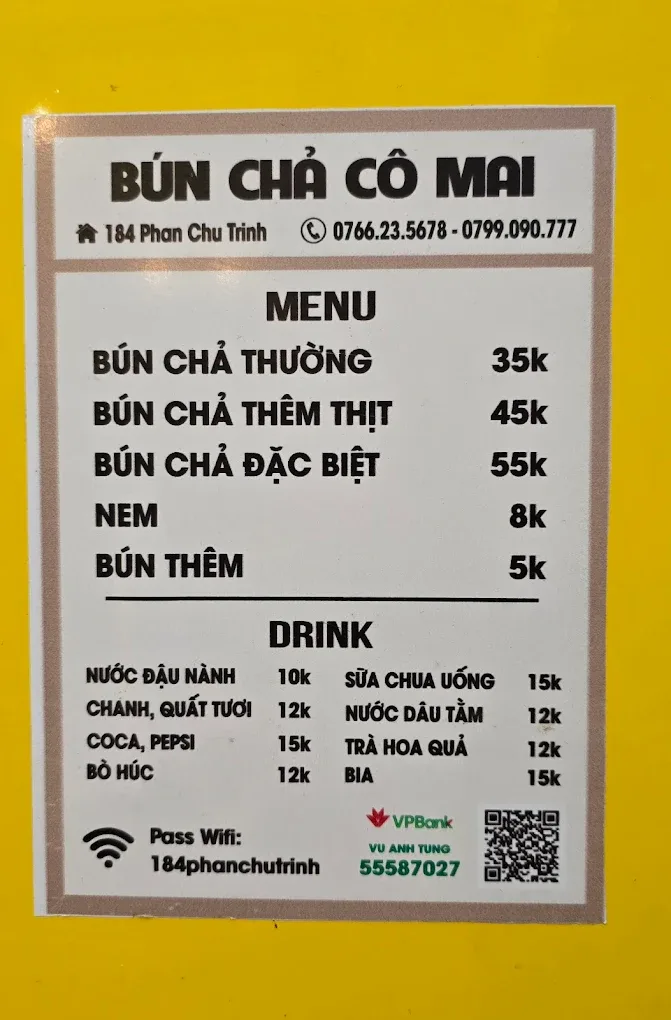 BÚN CHẢ CÔ MAI
184 Phan Chu Trinh 0766.23.5678 - 0799.090.777
MENU
BÚN CHẢ THƯỜNG 35k
BÚN CHẢ THÊM THỊT 45k
BÚN CHẢ ĐẶC BIỆT 55k
NEM 8k
BÚN THÊM 5k
DRINK
NƯỚC ĐẬU NÀNH 10k
CHANH, QUẤT TƯƠI 12k
COCA, PEPSI 15k
BÒ HÚC 12k
SỮA CHUA UỐNG 15k
NƯỚC DÂU TẰM 12k
TRÀ HOA QUẢ 12k
BIA 15k
Pass Wifi:
184phanchutrinh
VPBank
VU ANH TUNG
55587027